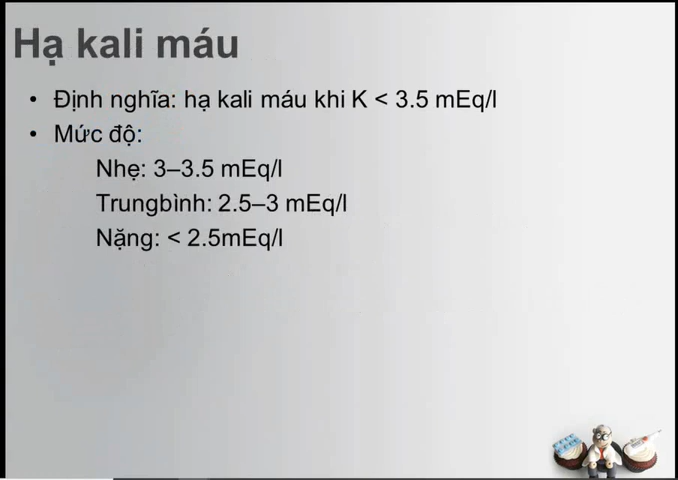 Hạ kali máu
• Định nghĩa: hạ kali máu khi K < 3.5 mEq/l
• Mức độ:
Nhẹ: 3–3.5 mEq/l
Trungbình: 2.5–3 mEq/l
Nặng: < 2.5mEq/l